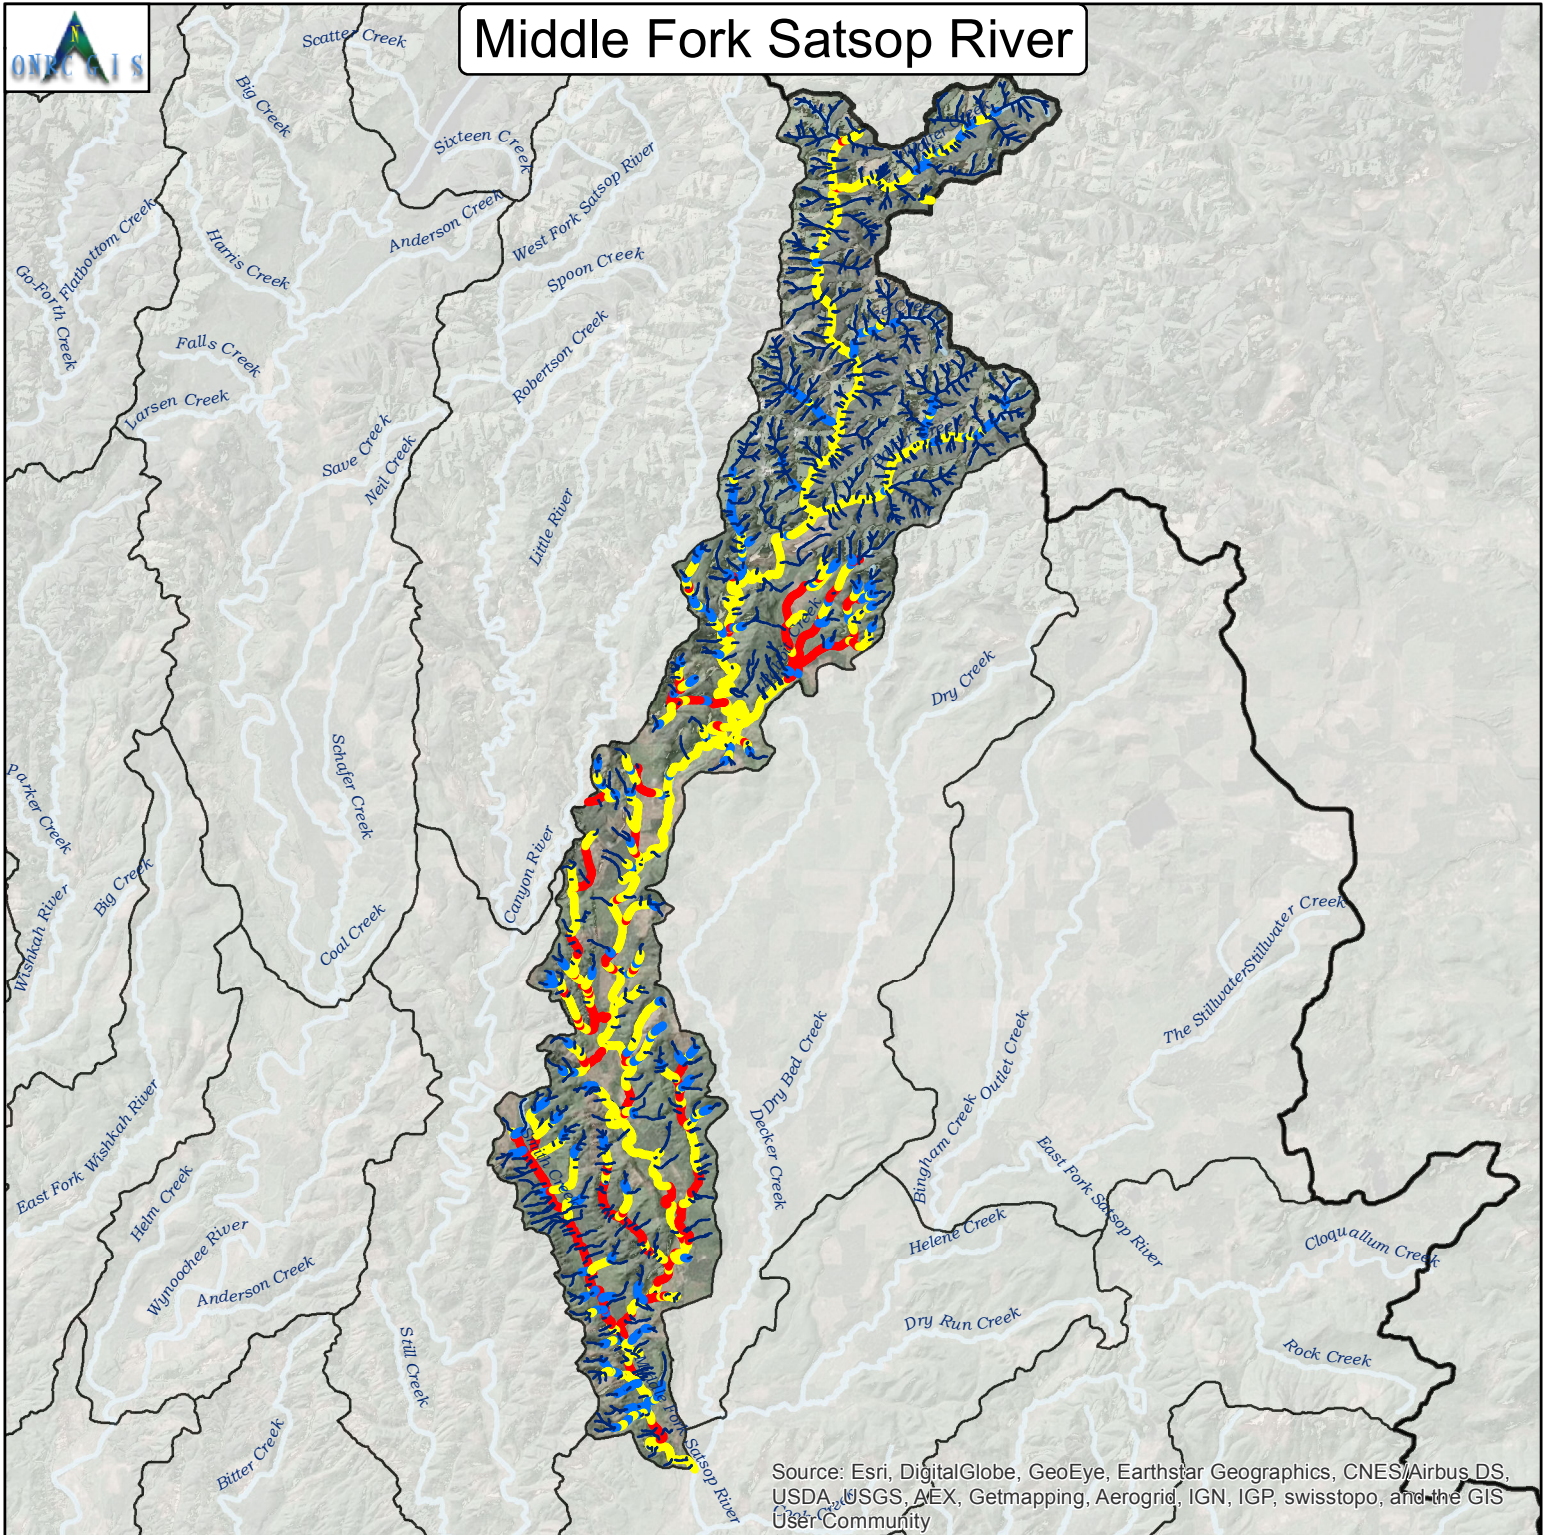 Middle Fork Satsop River
N
ONRC GIS
Scatter Creek
Big Creek
Sixteen Creek
West Fork Satsop River
Anderson Creek
Flatbottom Creek
Harris Creek
Spoon Creek
Go-Forth Creek
Robertson Creek
Falls Creek
Larsen Creek
Save Creek
Neil Creek
Little River
Creek
Dry Creek
Schafer Creek
Parker Creek
Canyon River
Big Creek
Wishkah River
Coal Creek
The Stillwater
Stillwater Creek
Outlet Creek
Dry Bed Creek
Decker Creek
Bingham Creek
East Fork Wishkah River
Smith Creek
East Fork Satsop River
Helm Creek
Helene Creek
Wynoochee River
Cloquallum Creek
Anderson Creek
Dry Run Creek
Still Creek
Rock Creek
Middle Fork Satsop River
Bitter Creek
Cook Creek
Source: Esri, DigitalGlobe, GeoEye, Earthstar Geographics, CNES/Airbus DS,
USDA, USGS, AEX, Getmapping, Aerogrid, IGN, IGP, swisstopo, and the GIS
User Community